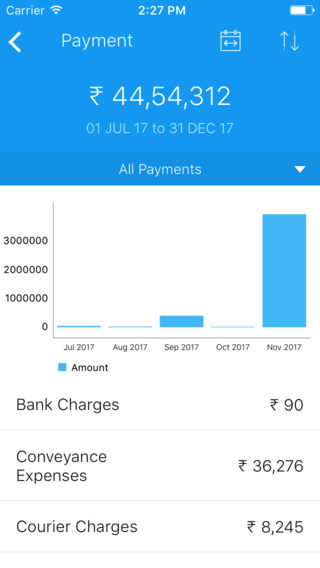 Carrier 2:27 PM
Payment
₹ 44,54,312
01 JUL 17 to 31 DEC 17
All Payments
3000000
2000000
1000000
0
Jul 2017 Aug 2017 Sep 2017 Oct 2017 Nov 2017
Amount
Bank Charges ₹ 90
Conveyance
Expenses ₹ 36,276
Courier Charges ₹ 8,245